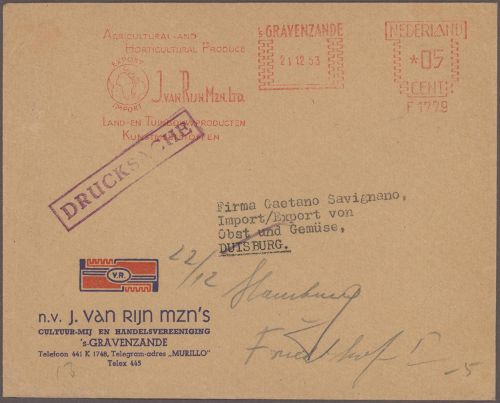 AGRICULTURAL-AND
HORTICULTURAL PRODUCE
EXPORT
IMPORT
J. VAN RIJN MZN. LTD.
LAND- EN TUINBOUWPRODUCTEN
'S-GRAVENZANDE
21.12.53
NEDERLAND
*05
CENT
F 1779
DRUCKSACHE
Firma Gaetano Savignano,
Import/Export von
Obst und Gemüse,
DUISBURG.
22/12
Hamburg
V.R.
n.v. J. van Rijn mzn's
CULTUUR-MIJ EN HANDELSVEREENIGING
's-GRAVENZANDE
Telefoon 441 K 1748, Telegram-adres „MURILLO"
Telex 445